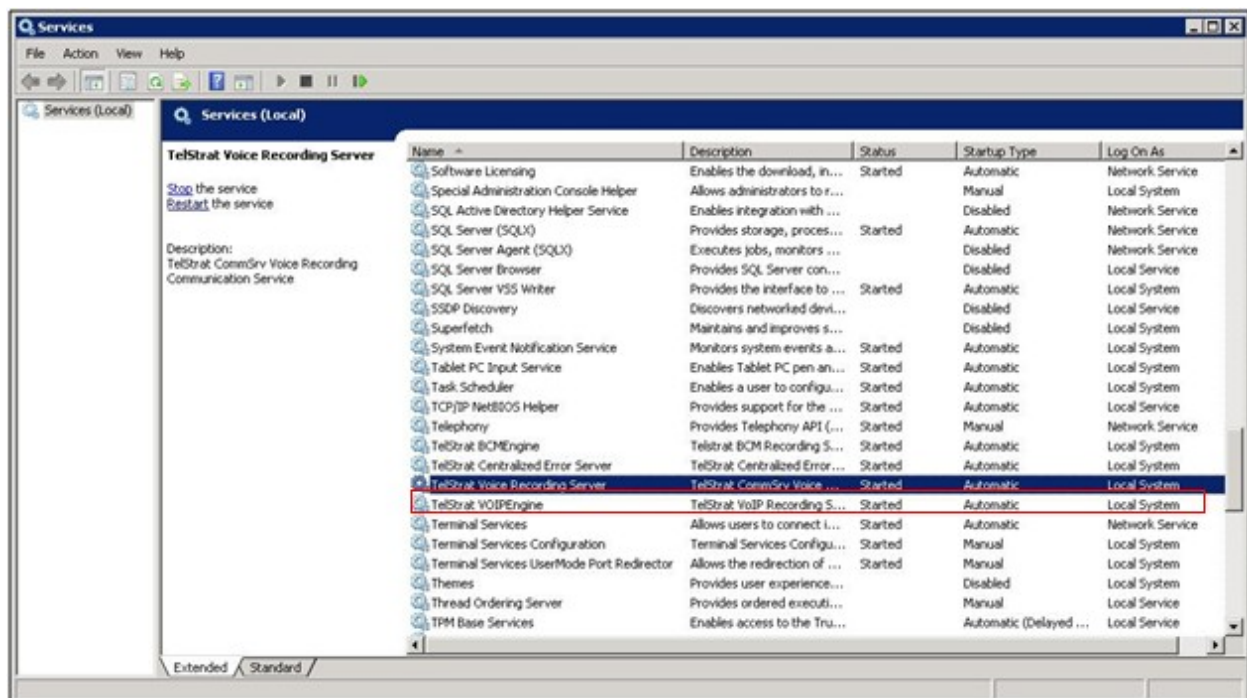 Services
File Action View Help
Services (Local)
Services (Local)
TelStrat Voice Recording Server
Stop the service
Restart the service
Description:
TelStrat CommSrv Voice Recording
Communication Service
Name Description Status Startup Type Log On As
Software Licensing Enables the download, in... Started Automatic Network Service
Special Administration Console Helper Allows administrators to r... Manual Local System
SQL Active Directory Helper Service Enables integration with ... Disabled Network Service
SQL Server (SQLX) Provides storage, proces... Started Automatic Network Service
SQL Server Agent (SQLX) Executes jobs, monitors ... Disabled Network Service
SQL Server Browser Provides SQL Server con... Disabled Local Service
SQL Server VSS Writer Provides the interface to ... Started Automatic Local System
SSDP Discovery Discovers networked devi... Disabled Local Service
Superfetch Maintains and improves s... Disabled Local System
System Event Notification Service Monitors system events a... Started Automatic Local System
Tablet PC Input Service Enables Tablet PC pen an... Started Automatic Local System
Task Scheduler Enables a user to configu... Started Automatic Local System
TCP/IP NetBIOS Helper Provides support for the ... Started Automatic Local Service
Telephony Provides Telephony API (... Started Manual Network Service
TelStrat BCMEngine Telstrat BCM Recording S... Started Automatic Local System
TelStrat Centralized Error Server TelStrat Centralized Error... Started Automatic Local System
TelStrat Voice Recording Server TelStrat CommSrv Voice ... Started Automatic Local System
TelStrat VOIPEngine TelStrat VoIP Recording S... Started Automatic Local System
Terminal Services Allows users to connect i... Started Automatic Network Service
Terminal Services Configuration Terminal Services Configu... Started Manual Local System
Terminal Services UserMode Port Redirector Allows the redirection of ... Started Manual Local System
Themes Provides user experience... Disabled Local System
Thread Ordering Server Provides ordered executi... Manual Local Service
TPM Base Services Enables access to the Tru... Automatic (Delayed ... Local Service
Extended Standard